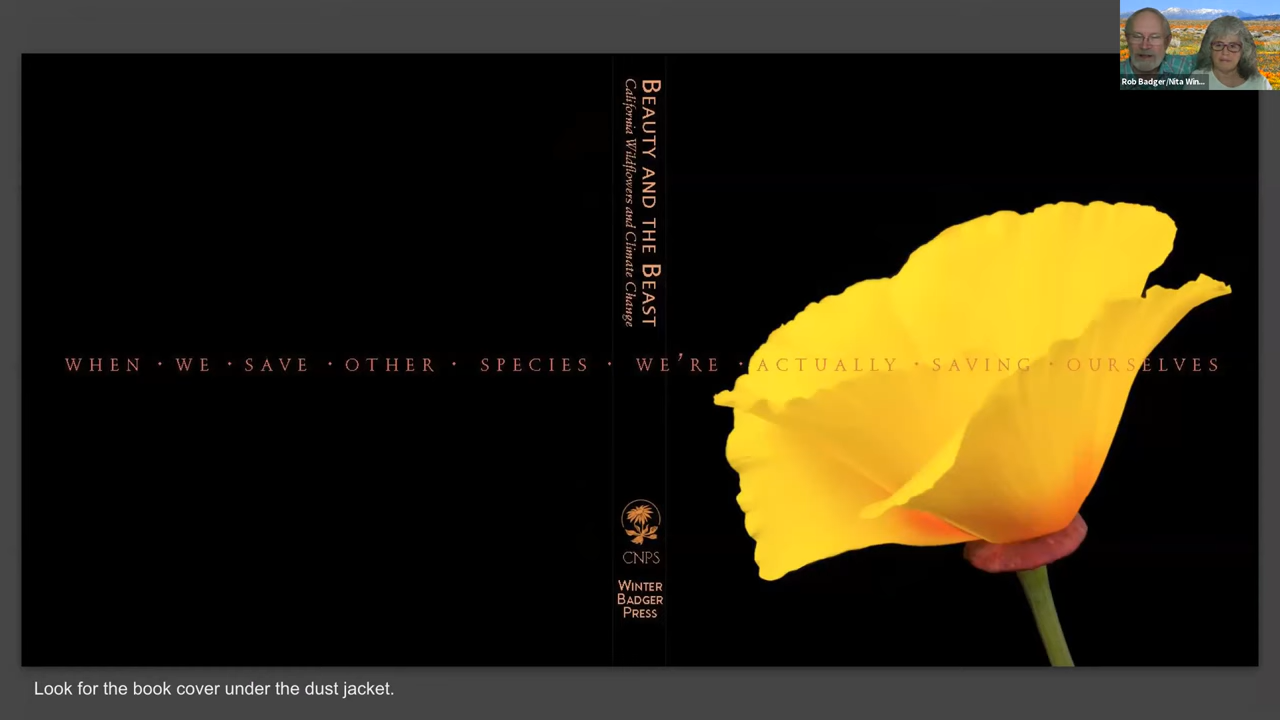 Rob Badger/Nita Win...
BEAUTY AND THE BEAST
California Wildflowers and Climate Change
WHEN · WE · SAVE · OTHER · SPECIES · WE'RE · ACTUALLY · SAVING · OURSELVES
CNPS
WINTER
BADGER
PRESS
Look for the book cover under the dust jacket.